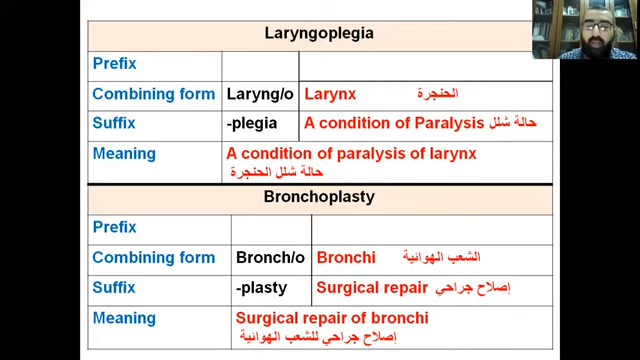 Laryngoplegia
Prefix
Combining form Laryng/o Larynx الحنجرة
Suffix -plegia A condition of Paralysis حالة شلل
Meaning A condition of paralysis of larynx
حالة شلل الحنجرة
Bronchoplasty
Prefix
Combining form Bronch/o Bronchi الشعب الهوائية
Suffix -plasty Surgical repair إصلاح جراحي
Meaning Surgical repair of bronchi
إصلاح جراحي للشعب الهوائية